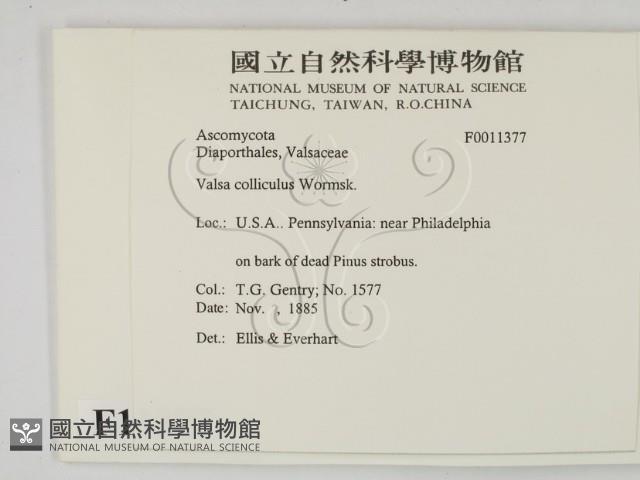 國立自然科學博物館
NATIONAL MUSEUM OF NATURAL SCIENCE
TAICHUNG, TAIWAN, R.O.CHINA
Ascomycota F0011377
Diaporthales, Valsaceae
Valsa colliculus Wormsk.
Loc.: U.S.A.. Pennsylvania: near Philadelphia
on bark of dead Pinus strobus.
Col.: T.G. Gentry; No. 1577
Date: Nov. , 1885
Det.: Ellis & Everhart
F1
國立自然科學博物館
NATIONAL MUSEUM OF NATURAL SCIENCE